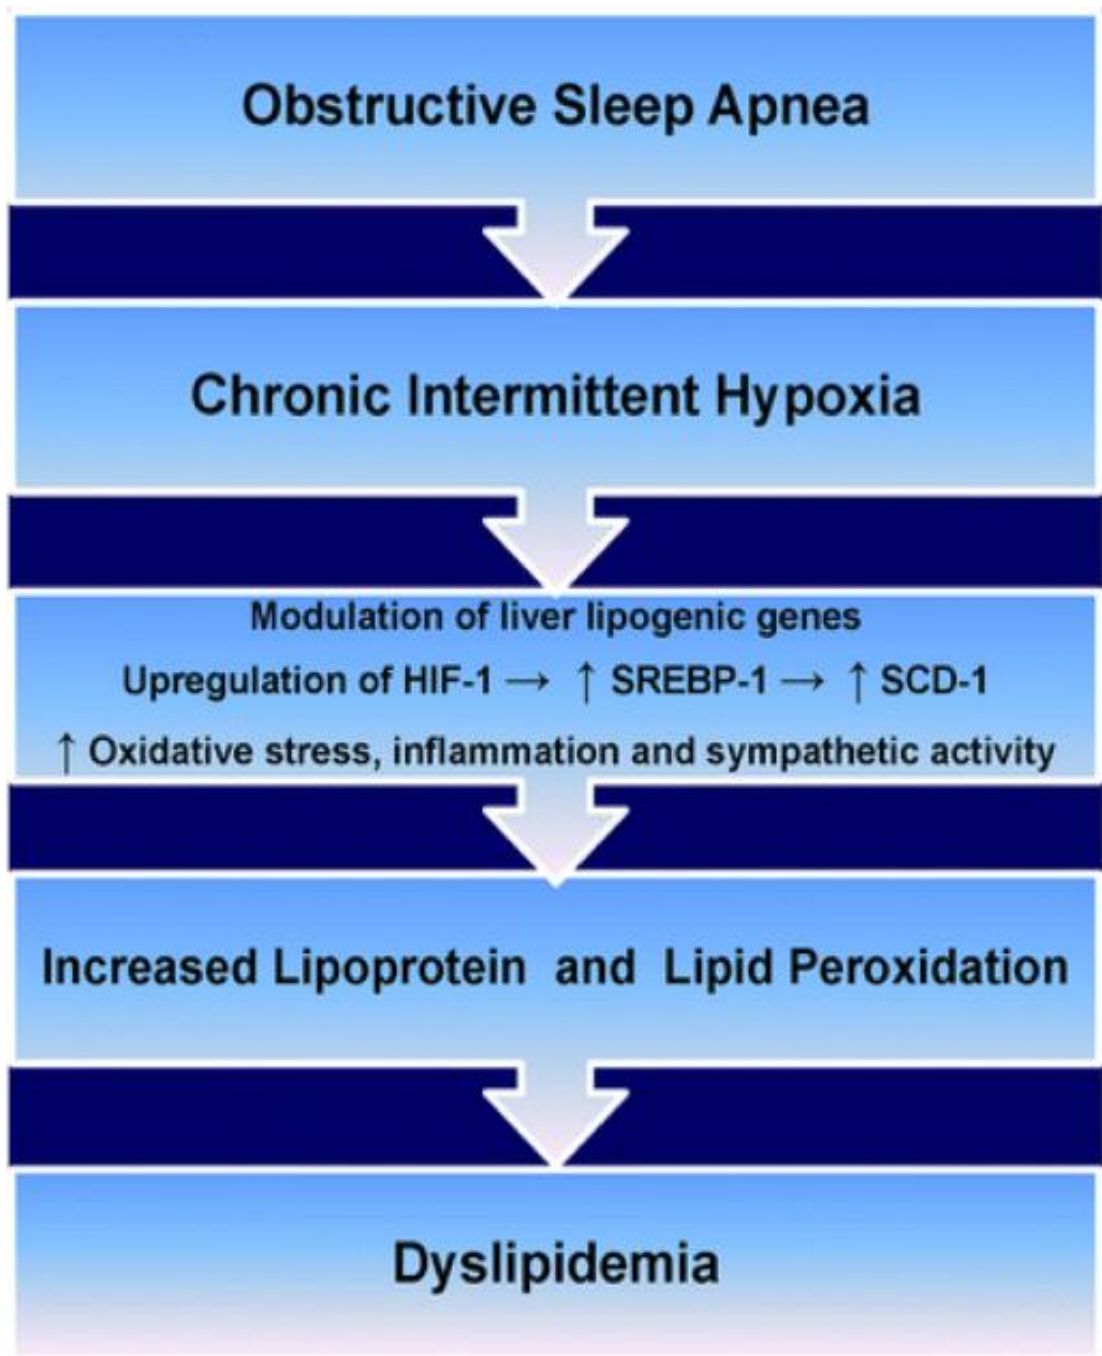 Obstructive Sleep Apnea
Chronic Intermittent Hypoxia
Modulation of liver lipogenic genes
Upregulation of HIF-1 → ↑ SREBP-1 → ↑ SCD-1
↑ Oxidative stress, inflammation and sympathetic activity
Increased Lipoprotein and Lipid Peroxidation
Dyslipidemia